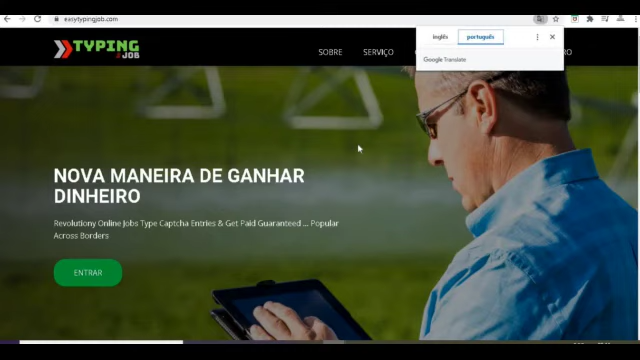 easytypingjob.com
inglês português
Google Translate
TYPING
JOB
SOBRE SERVIÇO
NOVA MANEIRA DE GANHAR
DINHEIRO
Revolutiony Online Jobs Type Captcha Entries & Get Paid Guaranteed ... Popular
Across Borders
ENTRAR